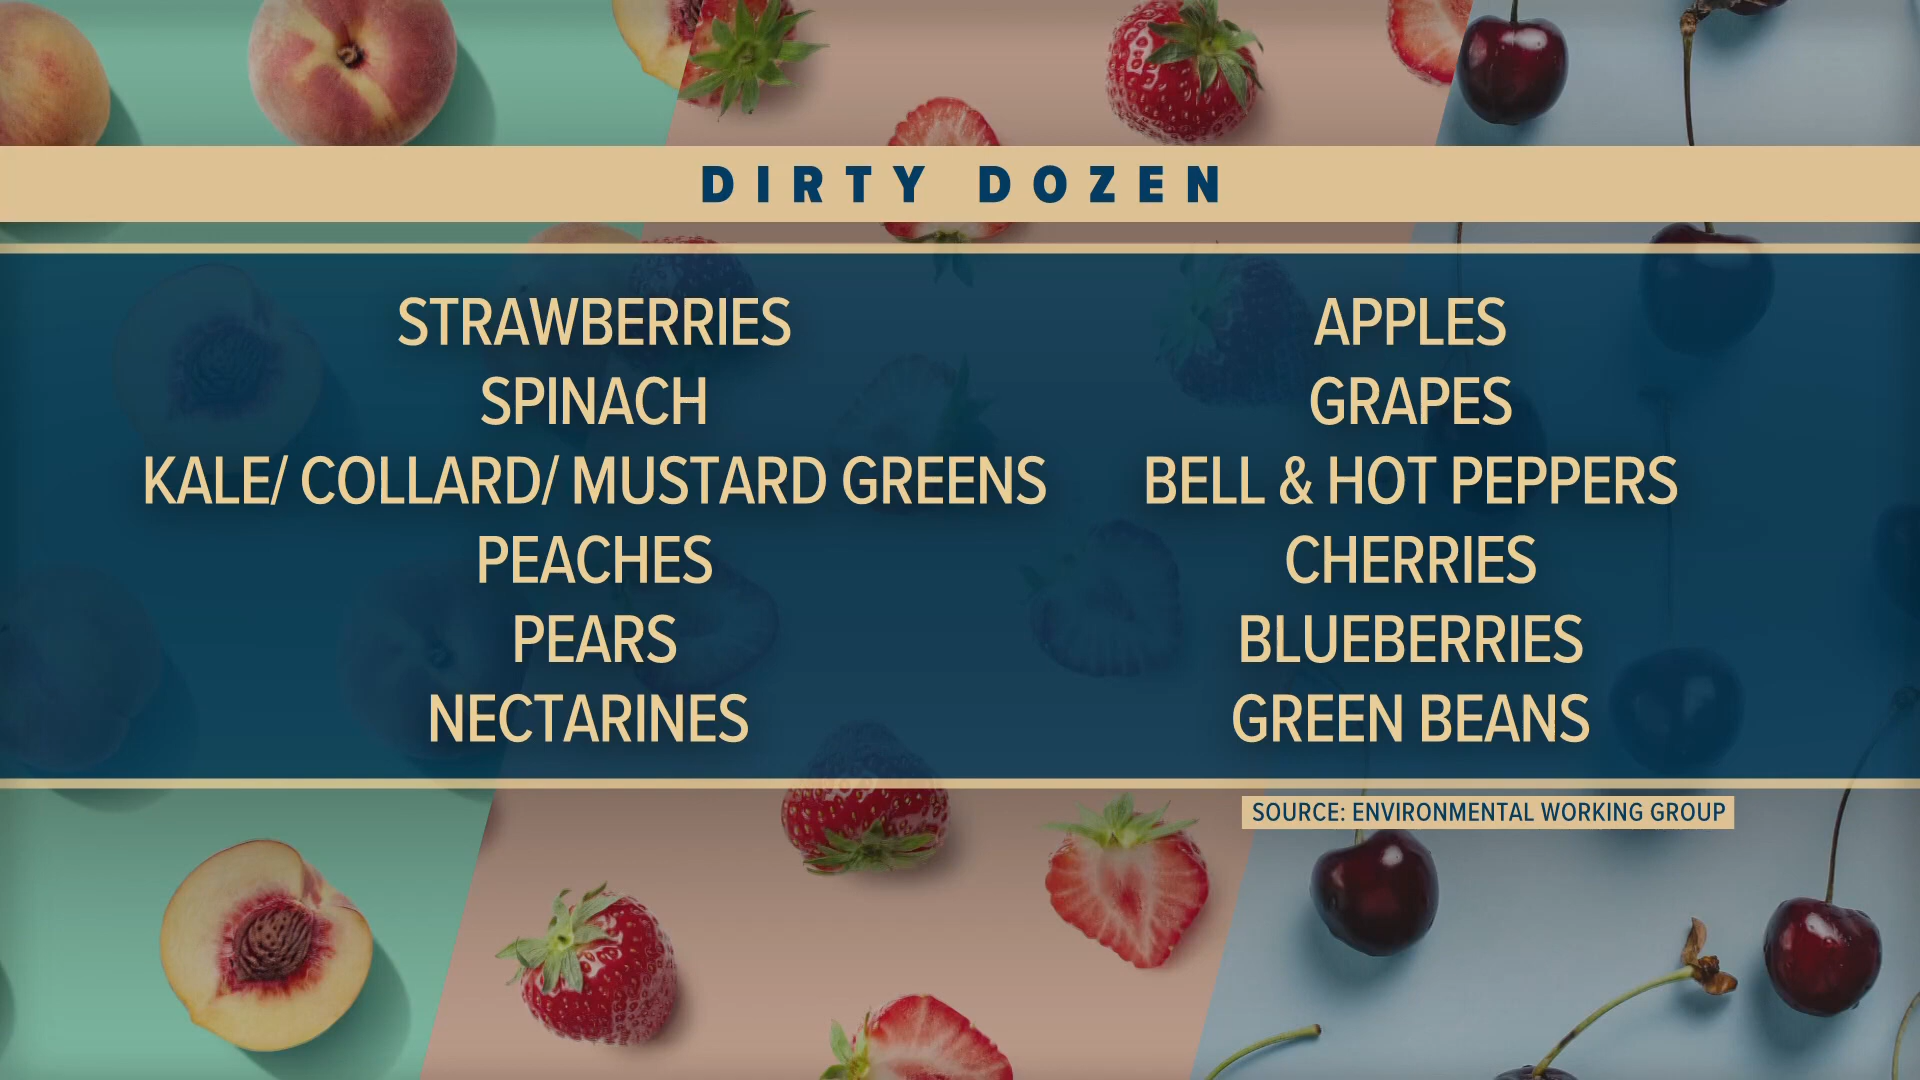 DIRTY DOZEN
STRAWBERRIES
SPINACH
KALE/ COLLARD/ MUSTARD GREENS
PEACHES
PEARS
NECTARINES
APPLES
GRAPES
BELL & HOT PEPPERS
CHERRIES
BLUEBERRIES
GREEN BEANS
SOURCE: ENVIRONMENTAL WORKING GROUP